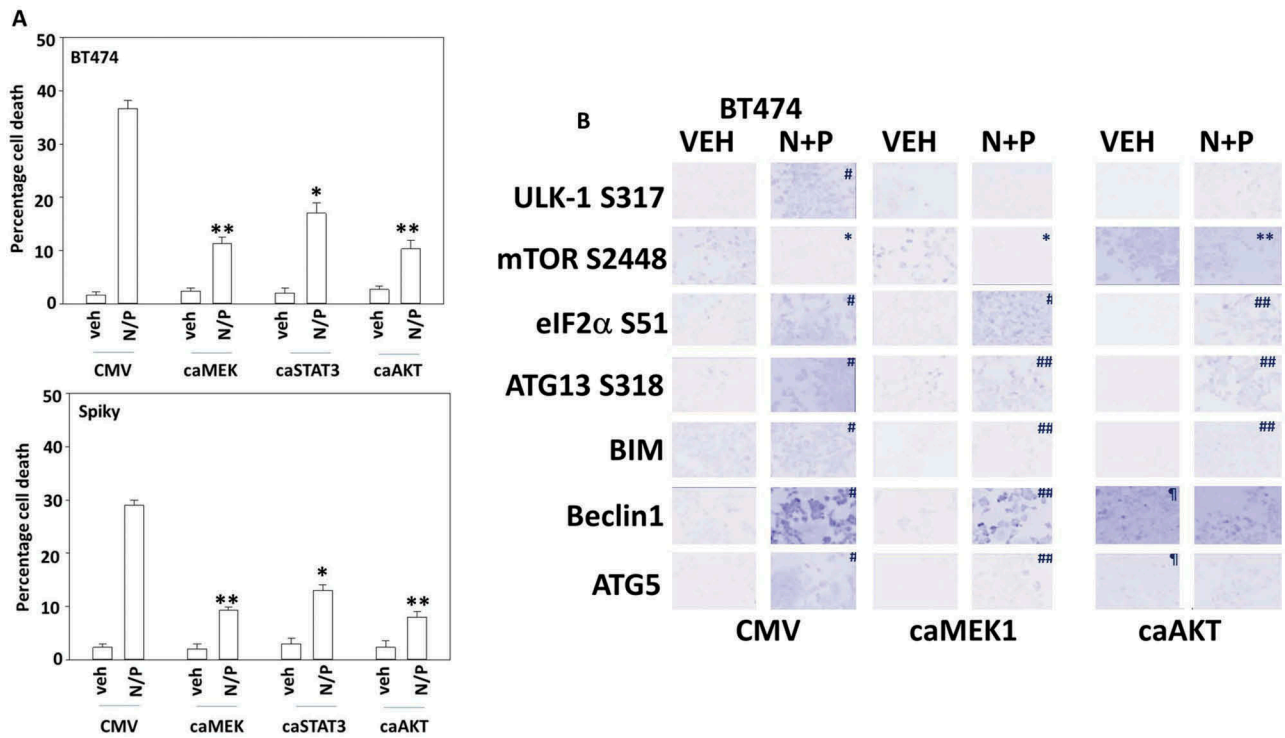 A
BT474
Percentage cell death
50
40
30
20
10
0
**
*
**
veh N/P veh N/P veh N/P veh N/P
CMV caMEK caSTAT3 caAKT
Spiky
Percentage cell death
50
40
30
20
10
0
**
*
**
veh N/P veh N/P veh N/P veh N/P
CMV caMEK caSTAT3 caAKT
B
BT474
VEH N+P VEH N+P VEH N+P
ULK-1 S317 #
mTOR S2448 * * **
eIF2α S51 # # ##
ATG13 S318 # ## ##
BIM # ## ##
Beclin1 # ## ¶
ATG5 # ## ¶
CMV caMEK1 caAKT